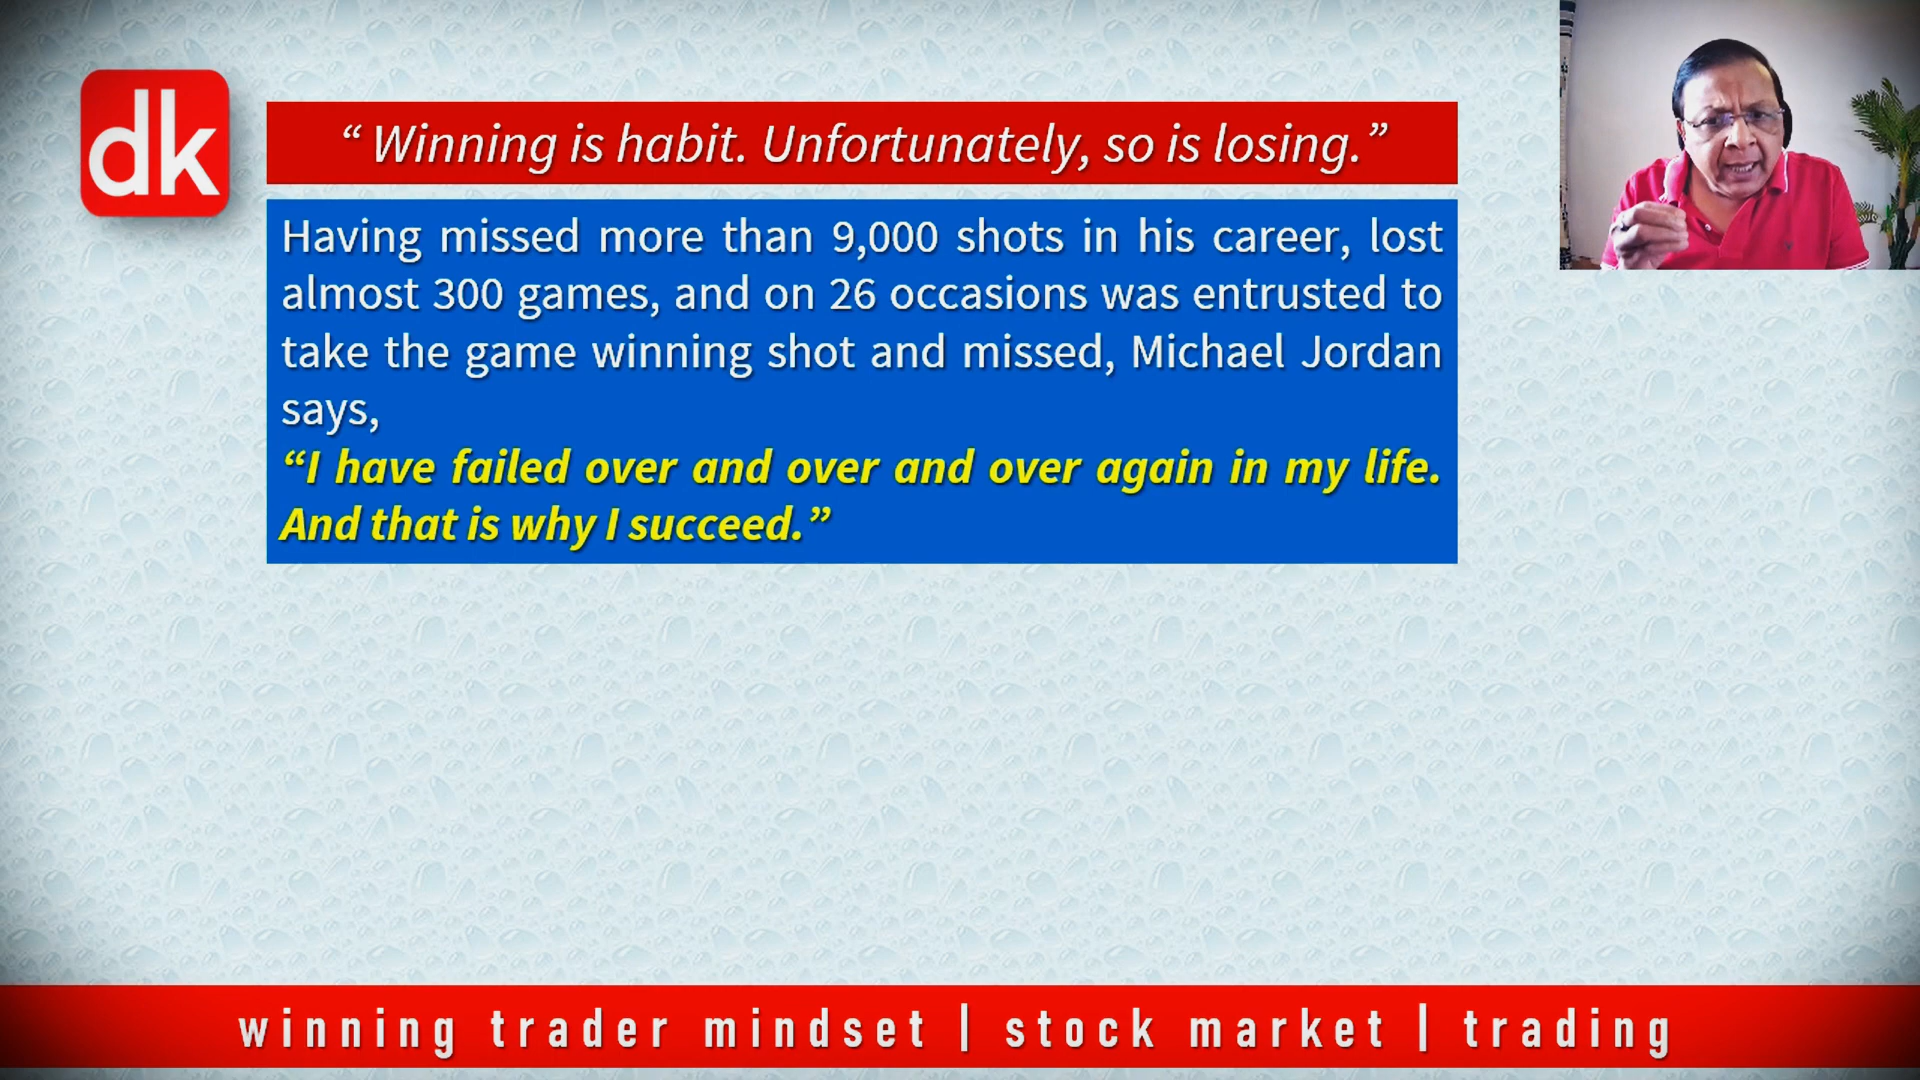 dk
“ Winning is habit. Unfortunately, so is losing.”
Having missed more than 9,000 shots in his career, lost
almost 300 games, and on 26 occasions was entrusted to
take the game winning shot and missed, Michael Jordan
says,
“I have failed over and over and over again in my life.
And that is why I succeed.”
winning trader mindset | stock market | trading